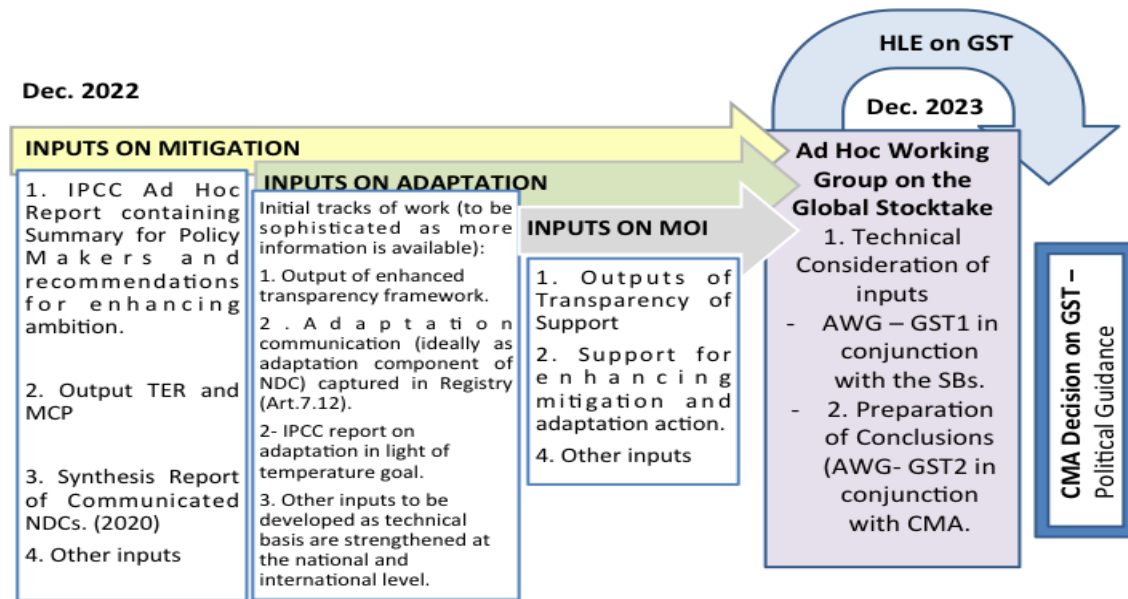 HLE on GST
Dec. 2022
Dec. 2023
INPUTS ON MITIGATION
1. IPCC Ad Hoc
Report containing
Summary for Policy
Makers and
recommendations
for enhancing
ambition.
2. Output TER and
MCP
3. Synthesis Report
of Communicated
NDCs. (2020)
4. Other inputs
INPUTS ON ADAPTATION
Initial tracks of work (to be
sophisticated as more
information is available):
1. Output of enhanced
transparency framework.
2. Adaptation
communication (ideally as
adaptation component of
NDC) captured in Registry
(Art.7.12).
2- IPCC report on
adaptation in light of
temperature goal.
3. Other inputs to be
developed as technical
basis are strengthened at
the national and
international level.
INPUTS ON MOI
1. Outputs of
Transparency of
Support
2. Support for
enhancing
mitigation and
adaptation action.
4. Other inputs
Ad Hoc Working
Group on the
Global Stocktake
1. Technical
Consideration of
inputs
- AWG – GST1 in
conjunction
with the SBs.
- 2. Preparation
of Conclusions
(AWG- GST2 in
conjunction
with CMA.
CMA Decision on GST –
Political Guidance